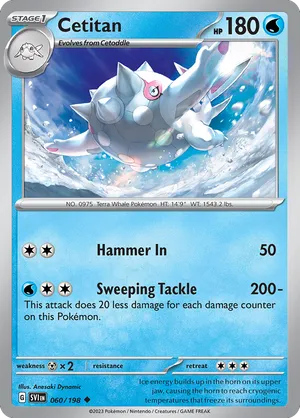 STAGE 1
Cetitan
HP 180
Evolves from Cetoddle
NO. 0975 Terra Whale Pokémon HT: 14'9" WT: 1543.2 lbs.
Hammer In 50
Sweeping Tackle 200-
This attack does 20 less damage for each damage counter
on this Pokémon.
weakness ×2 resistance retreat
Illus. Anesaki Dynamic
Ice energy builds up in the horn on its
upper jaw, causing the horn to reach cryogenic
temperatures that freeze its surroundings.
G SVI EN 060/198
©2023 Pokémon / Nintendo / Creatures / GAME FREAK